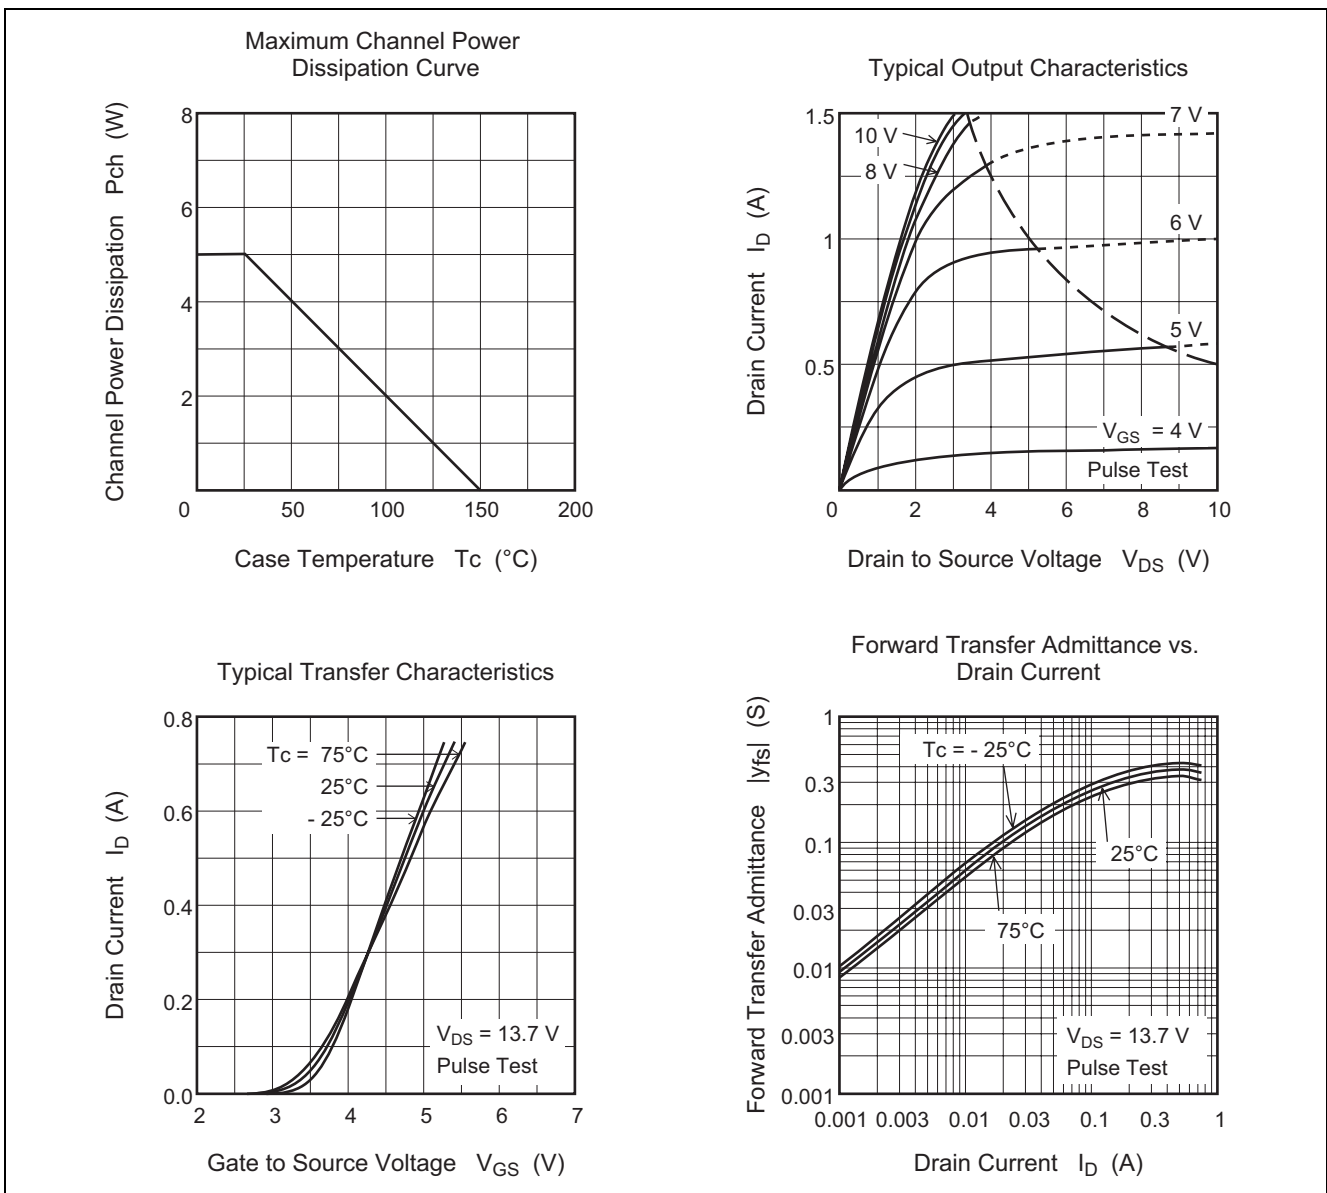 Maximum Channel Power
Dissipation Curve
Channel Power Dissipation Pch (W)
8
6
4
2
0
50
100
150
200
Case Temperature Tc (°C)
Typical Output Characteristics
Drain Current ID (A)
1.5
1
0.5
10 V
8 V
7 V
6 V
5 V
VGS = 4 V
Pulse Test
0
2
4
6
8
10
Drain to Source Voltage VDS (V)
Typical Transfer Characteristics
Drain Current ID (A)
0.8
0.6
0.4
0.2
0.0
Tc = 75°C
25°C
- 25°C
VDS = 13.7 V
Pulse Test
2
3
4
5
6
7
Gate to Source Voltage VGS (V)
Forward Transfer Admittance vs.
Drain Current
Forward Transfer Admittance |yfs| (S)
1
0.3
0.1
0.03
0.01
0.003
0.001
Tc = - 25°C
25°C
75°C
VDS = 13.7 V
Pulse Test
0.001
0.003
0.01
0.03
0.1
0.3
1
Drain Current ID (A)